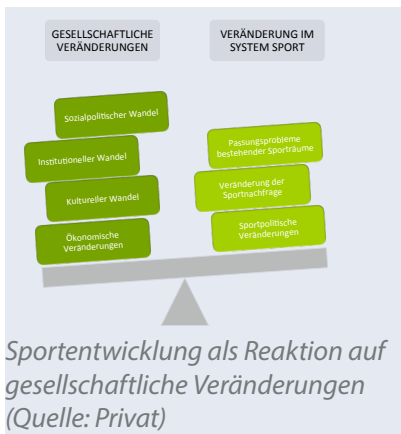 GESELLSCHAFTLICHE
VERÄNDERUNGEN
VERÄNDERUNG IM
SYSTEM SPORT
Sozialpolitischer Wandel
Institutioneller Wandel
Kultureller Wandel
Ökonomische
Veränderungen
Passungsprobleme
bestehender Sporträume
Veränderung der
Sportnachfrage
Sportpolitische
Veränderungen
Sportentwicklung als Reaktion auf
gesellschaftliche Veränderungen
(Quelle: Privat)